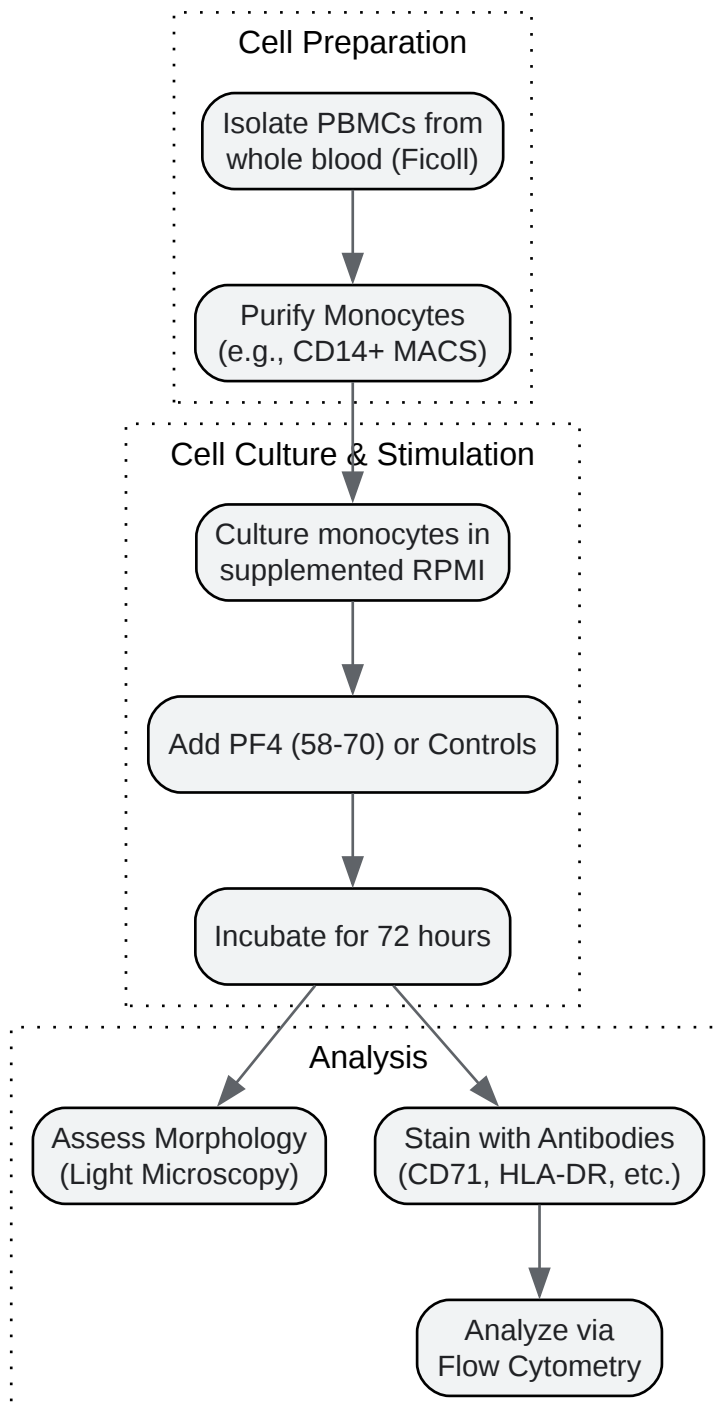 Cell Preparation
Isolate PBMCs from
whole blood (Ficoll)
Purify Monocytes
(e.g., CD14+ MACS)
Cell Culture & Stimulation
Culture monocytes in
supplemented RPMI
Add PF4 (58-70) or Controls
Incubate for 72 hours
Analysis
Assess Morphology
(Light Microscopy)
Stain with Antibodies
(CD71, HLA-DR, etc.)
Analyze via
Flow Cytometry